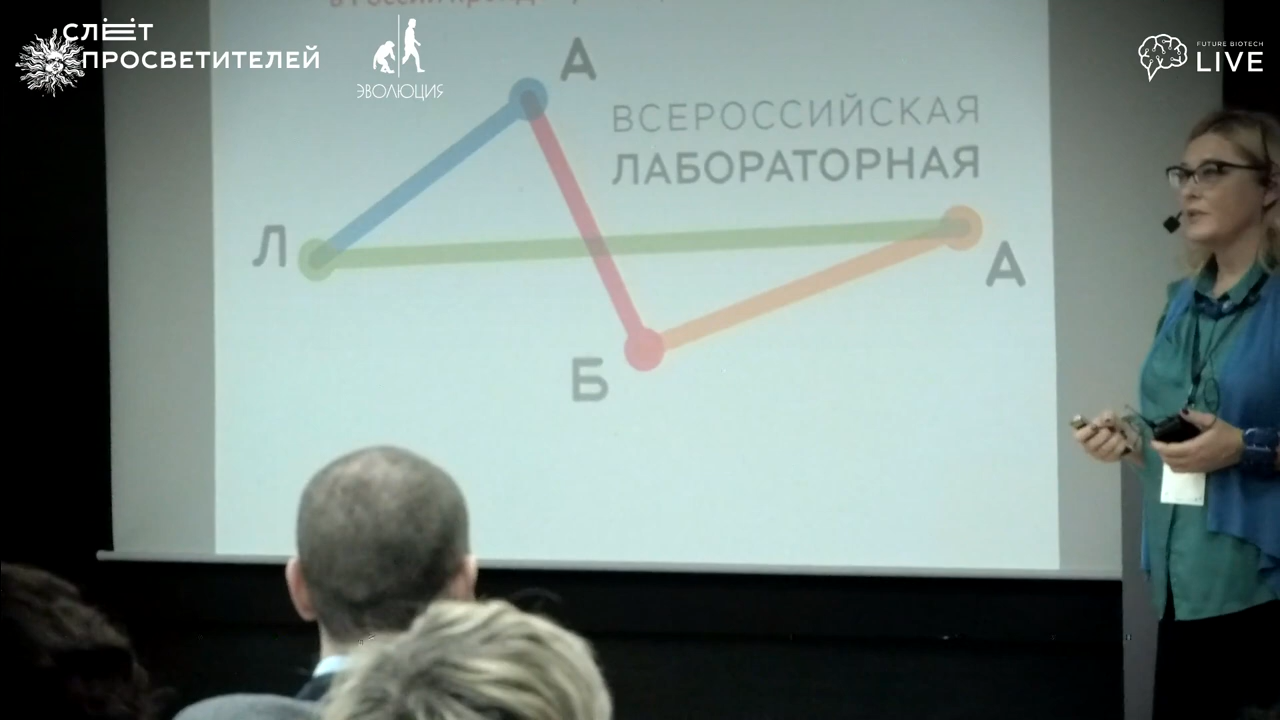 СЛЁТ
ПРОСВЕТИТЕЛЕЙ
ЭВОЛЮЦИЯ
FUTURE BIOTECH
LIVE
А
ВСЕРОССИЙСКАЯ
ЛАБОРАТОРНАЯ
Л
А
Б